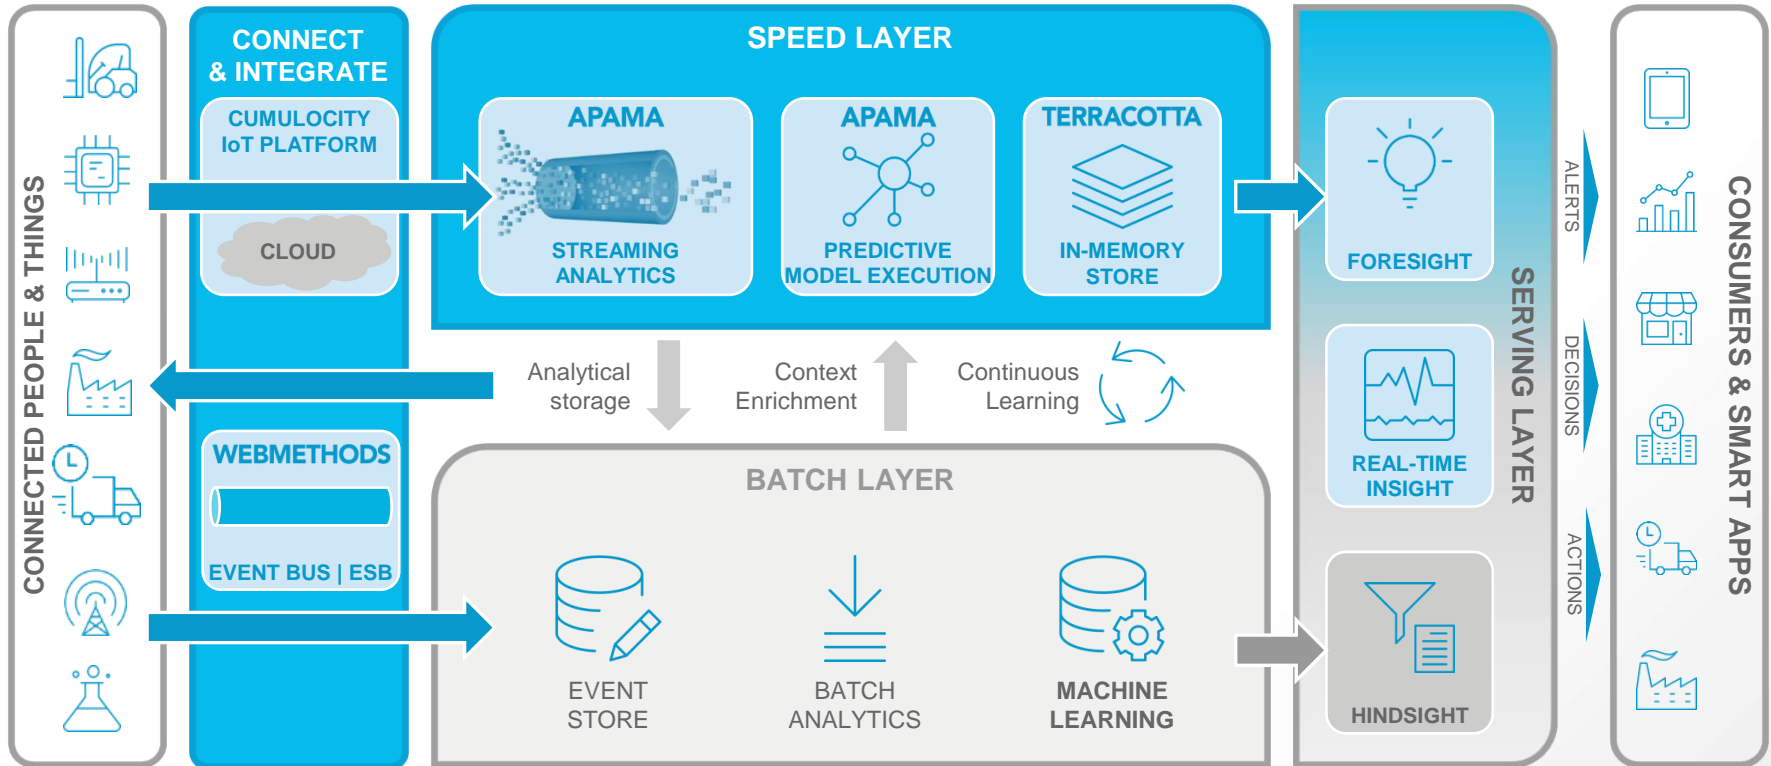 CONNECTED PEOPLE & THINGS
CONNECT
& INTEGRATE
CUMULOCITY
IoT PLATFORM
CLOUD
WEBMETHODS
EVENT BUS | ESB
SPEED LAYER
APAMA
STREAMING
ANALYTICS
APAMA
PREDICTIVE
MODEL EXECUTION
TERRACOTTA
IN-MEMORY
STORE
Analytical
storage
Context
Enrichment
Continuous
Learning
BATCH LAYER
EVENT
STORE
BATCH
ANALYTICS
MACHINE
LEARNING
SERVING LAYER
FORESIGHT
REAL-TIME
INSIGHT
HINDSIGHT
ALERTS
DECISIONS
ACTIONS
CONSUMERS & SMART APPS